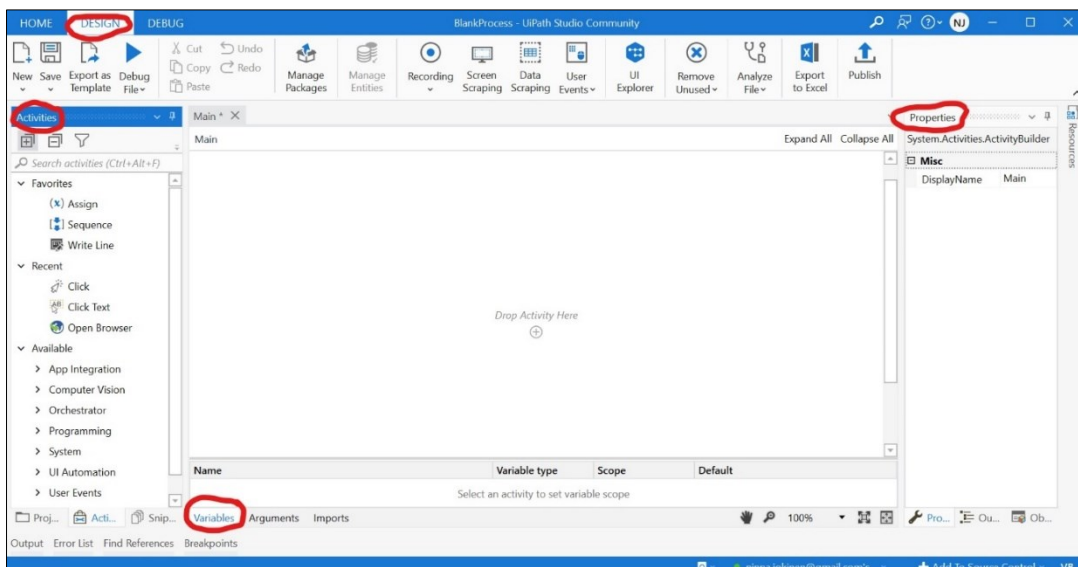 HOME DESIGN DEBUG BlankProcess - UiPath Studio Community NJ
New Save Export as Template Debug File Cut Copy Paste Undo Redo Manage Packages Manage Entities Recording Screen Scraping Data Scraping User Events UI Explorer Remove Unused Analyze File Export to Excel Publish
Activities
Search activities (Ctrl+Alt+F)
Favorites
Assign
Sequence
Write Line
Recent
Click
Click Text
Open Browser
Available
App Integration
Computer Vision
Orchestrator
Programming
System
UI Automation
User Events
Proj... Acti... Snip...
Main *
Main Expand All Collapse All
Drop Activity Here
Name Variable type Scope Default
Select an activity to set variable scope
Variables Arguments Imports 100%
Properties
System.Activities.ActivityBuilder
Misc
DisplayName Main
Pro... Ou... Ob...
Resources
Output Error List Find References Breakpoints
Add To Source Control VB